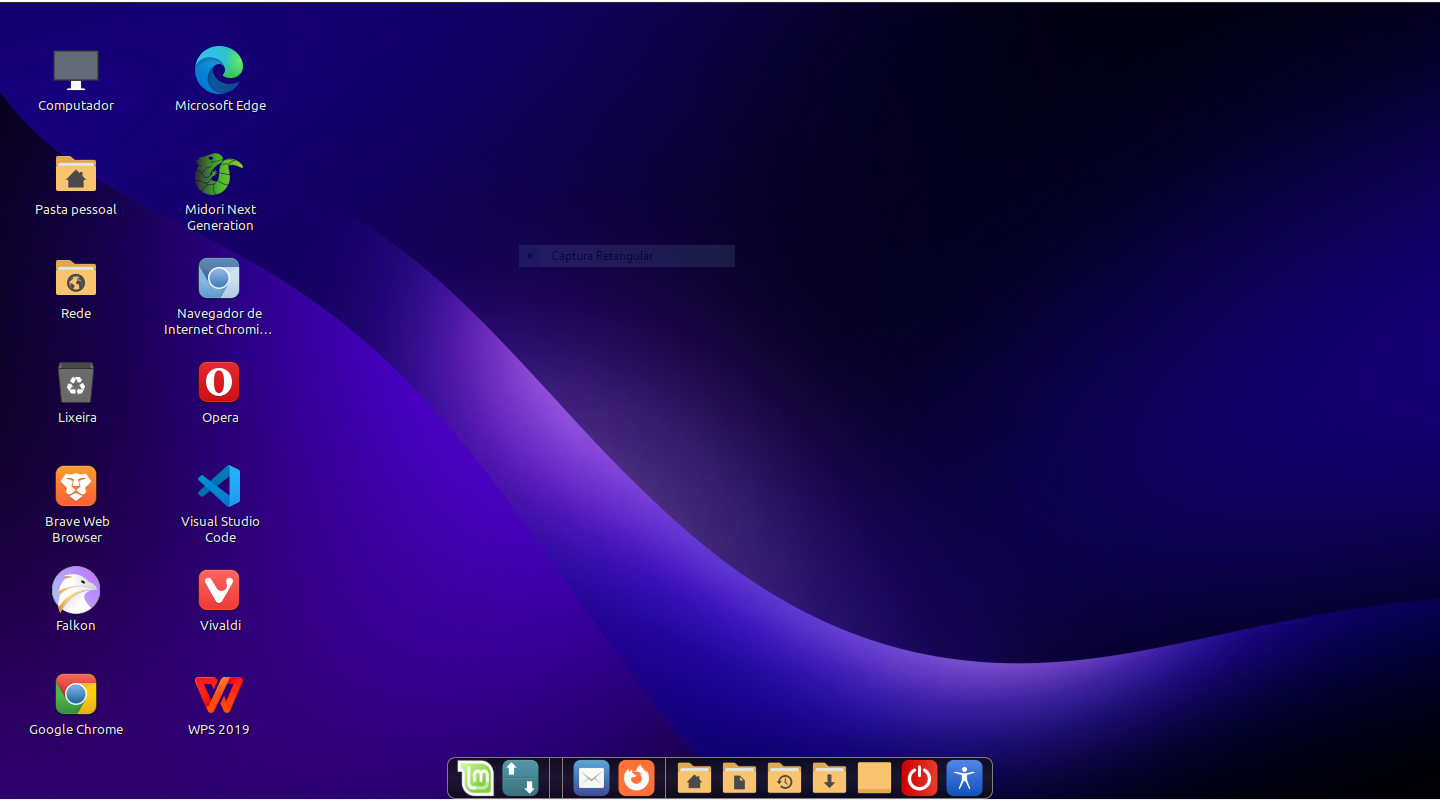 Computador
Microsoft Edge
Pasta pessoal
Midori Next
Generation
Captura Retangular
Rede
Navegador de
Internet Chromi...
Lixeira
Opera
Brave Web
Browser
Visual Studio
Code
Falkon
Vivaldi
Google Chrome
WPS 2019